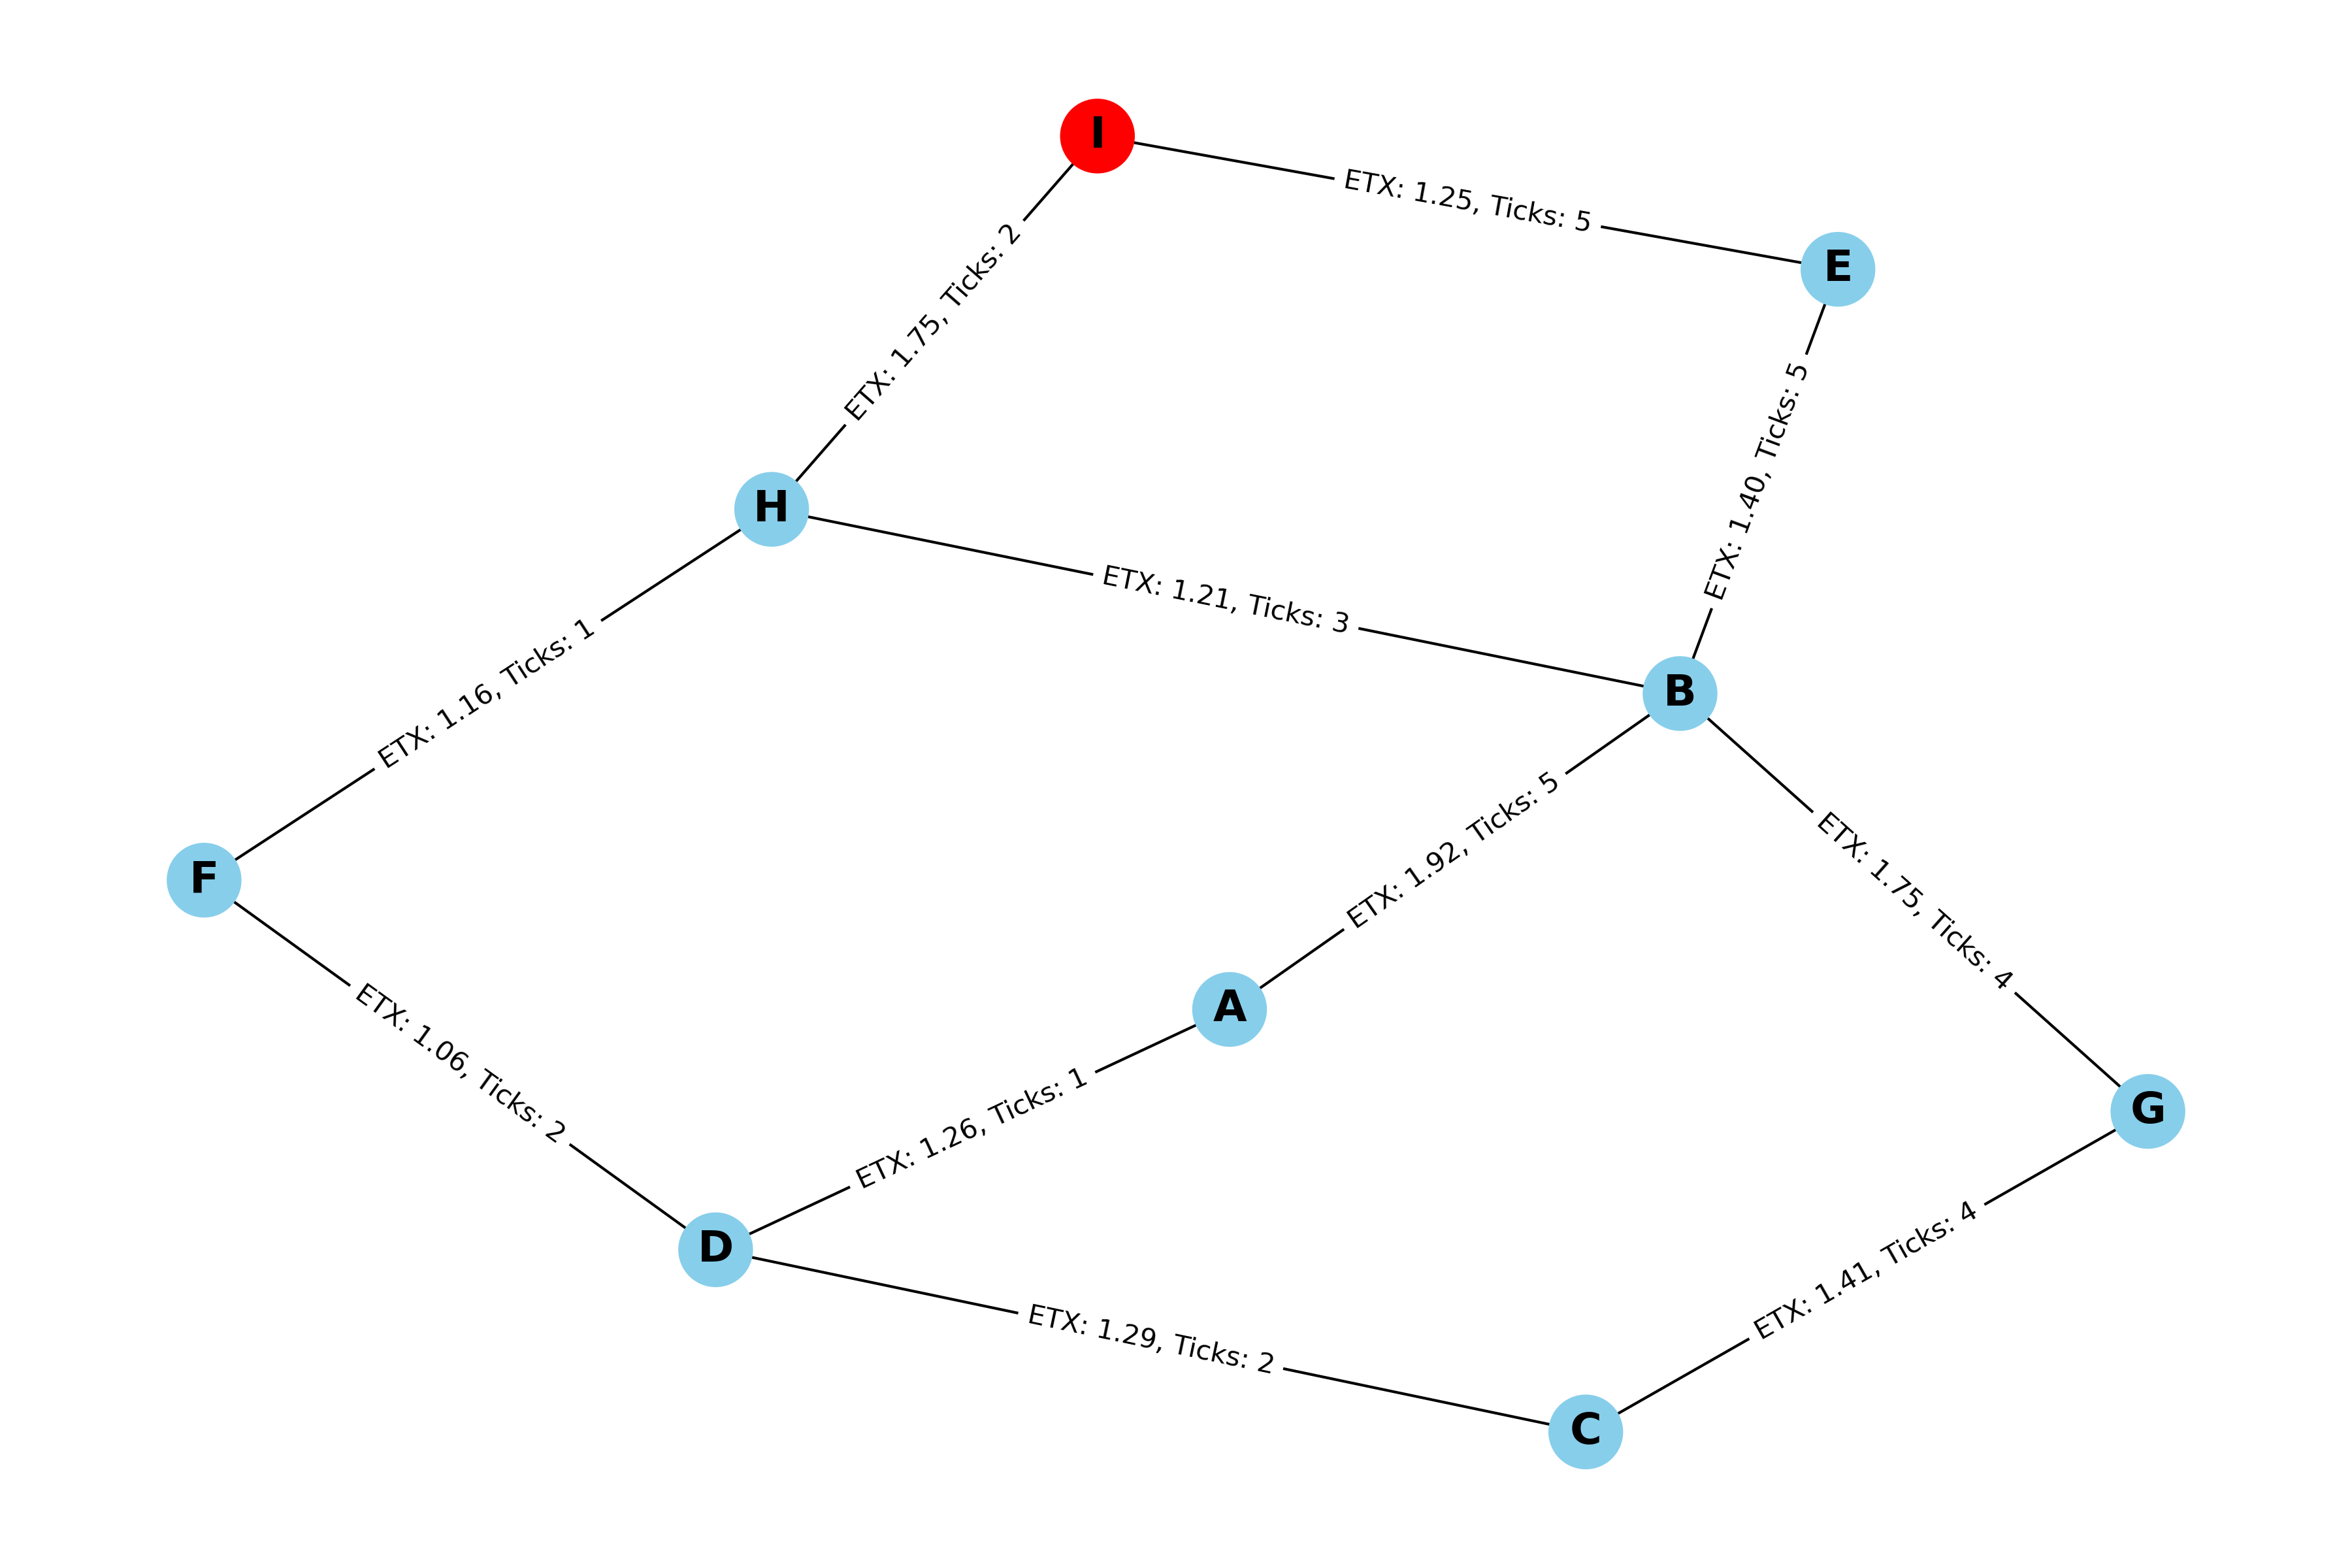 I
ETX: 1.25, Ticks: 5
E
ETX: 1.75, Ticks: 2
ETX: 1.40, Ticks: 5
H
ETX: 1.21, Ticks: 3
B
ETX: 1.16, Ticks: 1
ETX: 1.92, Ticks: 5
F
ETX: 1.75, Ticks: 4
A
ETX: 1.06, Ticks: 2
ETX: 1.26, Ticks: 1
G
D
ETX: 1.41, Ticks: 4
ETX: 1.29, Ticks: 2
C